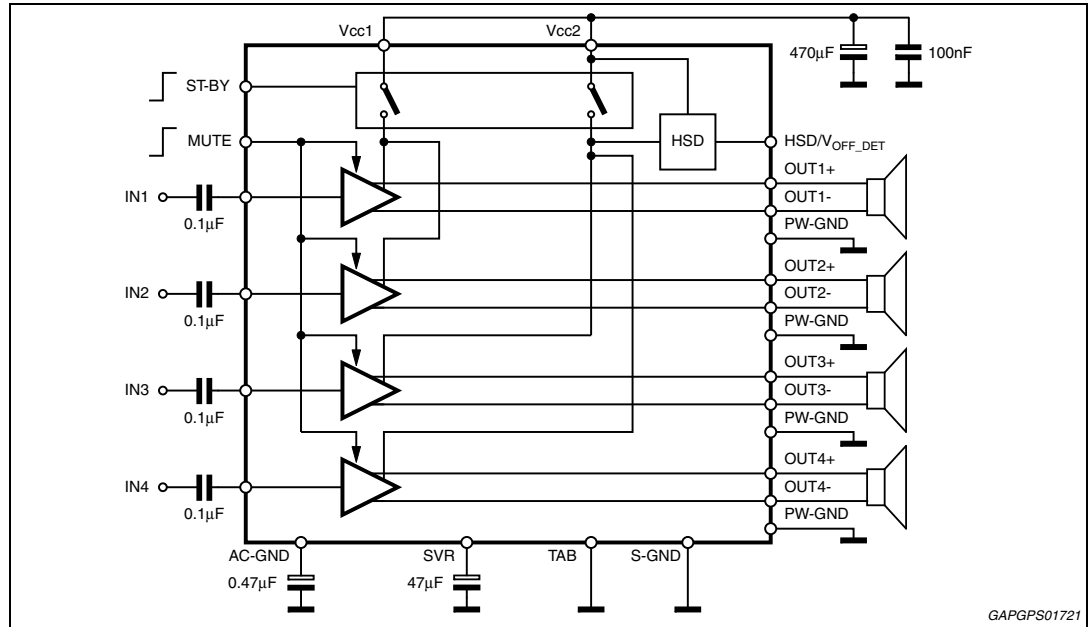 Vcc1
Vcc2
470µF
100nF
ST-BY
MUTE
HSD
HSD/VOFF_DET
OUT1+
IN1
OUT1-
0.1µF
PW-GND
OUT2+
IN2
OUT2-
0.1µF
PW-GND
OUT3+
IN3
OUT3-
0.1µF
PW-GND
OUT4+
IN4
OUT4-
0.1µF
PW-GND
AC-GND
SVR
TAB
S-GND
0.47µF
47µF
GAPGPS01721